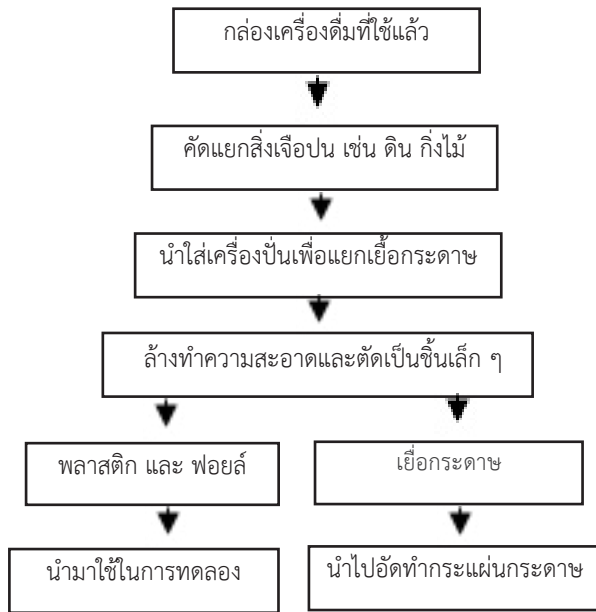 กล่องเครื่องดื่มที่ใช้แล้ว
คัดแยกสิ่งเจือปน เช่น ดิน กิ่งไม้
นำใส่เครื่องปั่นเพื่อแยกเยื้อกระดาษ
ล้างทำความสะอาดและตัดเป็นชิ้นเล็ก ๆ
พลาสติก และ ฟอยล์
เยื่อกระดาษ
นำมาใช้ในการทดลอง
นำไปอัดทำกระแผ่นกระดาษ